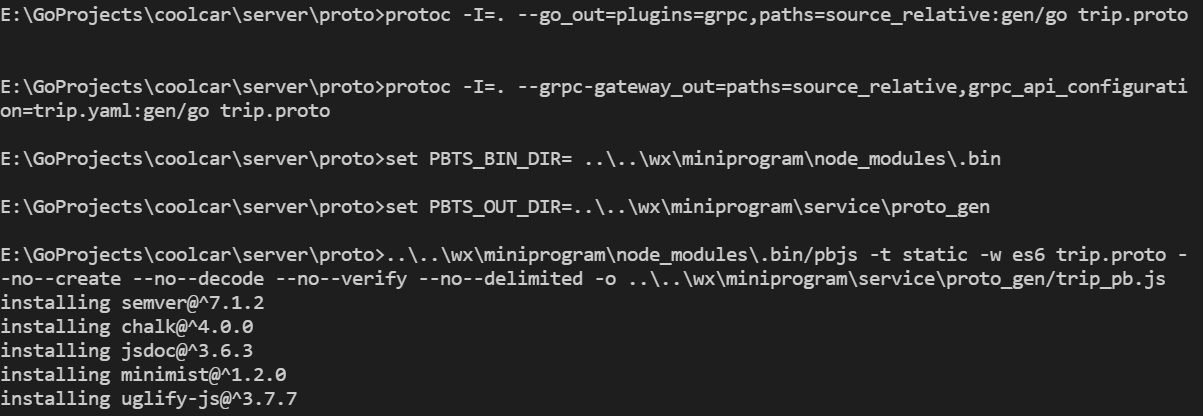 E:\GoProjects\coolcar\server\proto>protoc -I=. --go_out=plugins=grpc,paths=source_relative:gen/go trip.proto
E:\GoProjects\coolcar\server\proto>protoc -I=. --grpc-gateway_out=paths=source_relative,grpc_api_configurati
on=trip.yaml:gen/go trip.proto
E:\GoProjects\coolcar\server\proto>set PBTS_BIN_DIR= ..\..\wx\miniprogram\node_modules\.bin
E:\GoProjects\coolcar\server\proto>set PBTS_OUT_DIR=..\..\wx\miniprogram\service\proto_gen
E:\GoProjects\coolcar\server\proto>..\..\wx\miniprogram\node_modules\.bin/pbjs -t static -w es6 trip.proto -
-no--create --no--decode --no--verify --no--delimited -o ..\..\wx\miniprogram\service\proto_gen/trip_pb.js
installing semver@^7.1.2
installing chalk@^4.0.0
installing jsdoc@^3.6.3
installing minimist@^1.2.0
installing uglify-js@^3.7.7